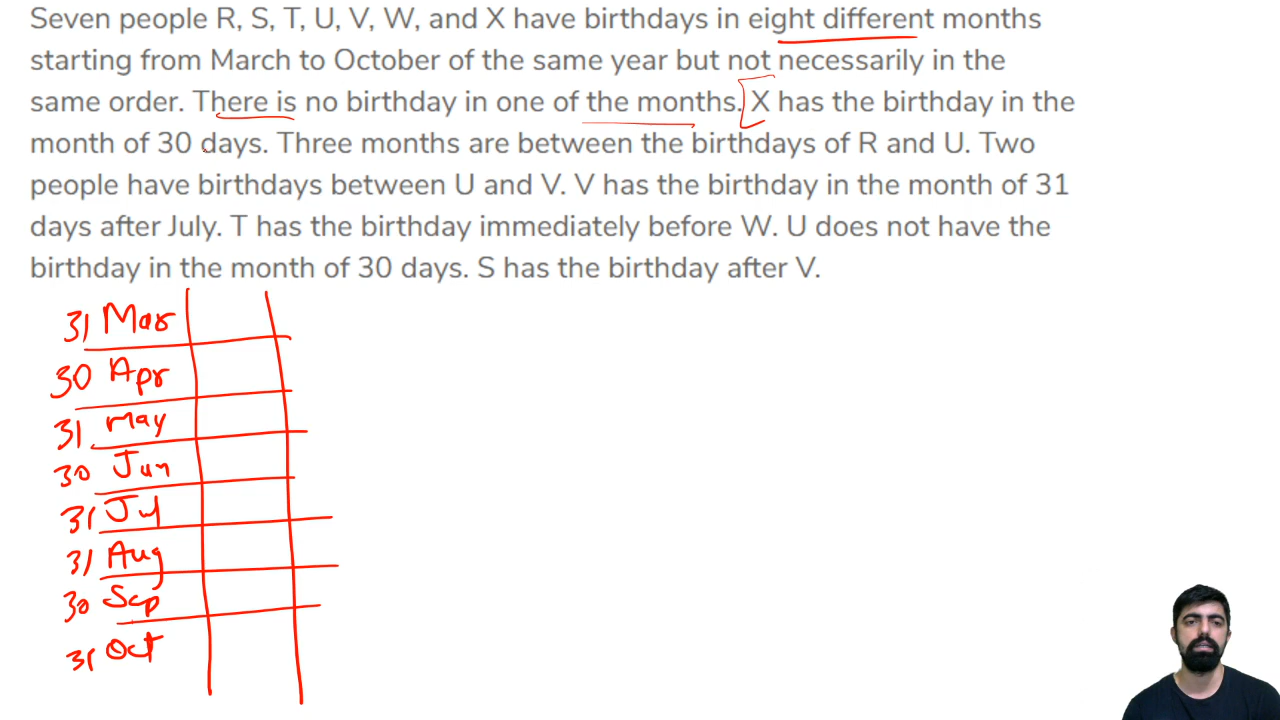 Seven people R, S, T, U, V, W, and X have birthdays in eight different months
starting from March to October of the same year but not necessarily in the
same order. There is no birthday in one of the months. X has the birthday in the
month of 30 days. Three months are between the birthdays of R and U. Two
people have birthdays between U and V. V has the birthday in the month of 31
days after July. T has the birthday immediately before W. U does not have the
birthday in the month of 30 days. S has the birthday after V.
31 Mar
30 Apr
31 May
30 Jun
31 Jul
31 Aug
30 Sep
31 Oct